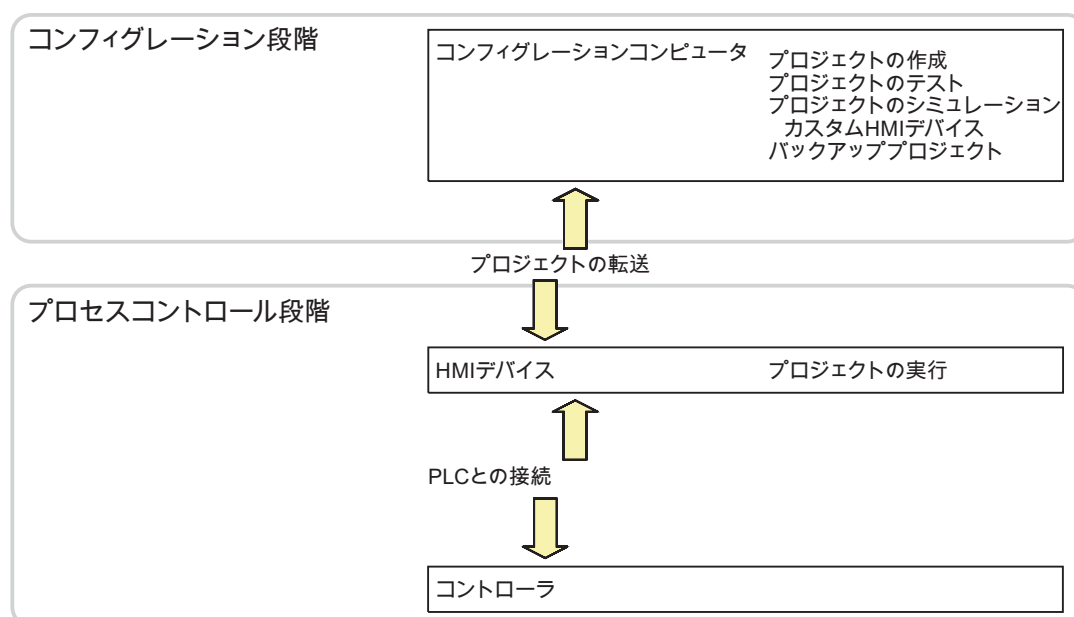 コンフィグレーション段階
コンフィグレーションコンピュータ
プロジェクトの作成
プロジェクトのテスト
プロジェクトのシミュレーション
カスタムHMIデバイス
バックアッププロジェクト
プロジェクトの転送
プロセスコントロール段階
HMIデバイス
プロジェクトの実行
PLCとの接続
コントローラ